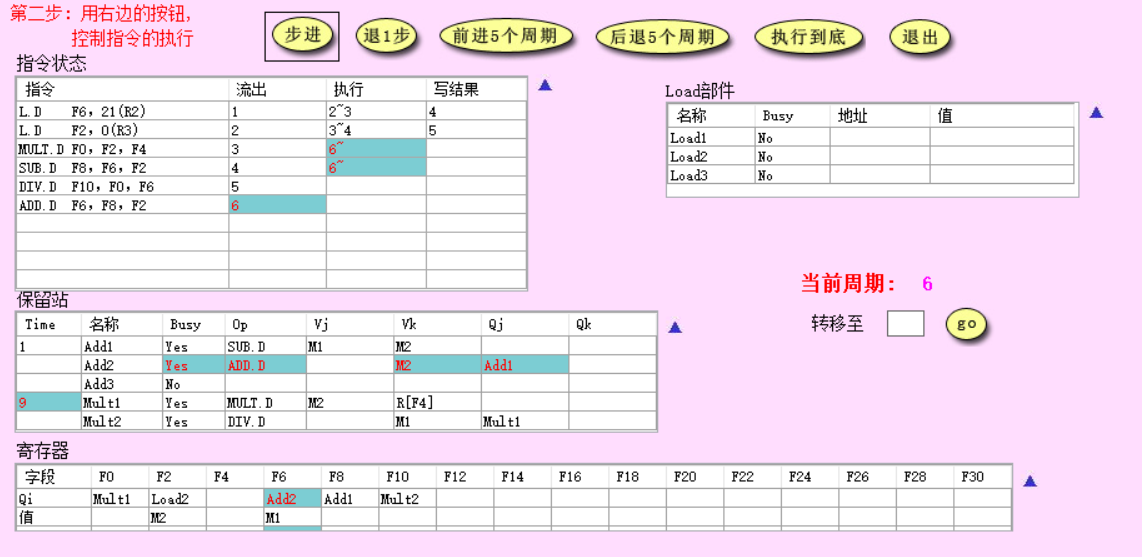 第二步：用右边的按钮，
控制指令的执行
步进 退1步 前进5个周期 后退5个周期 执行到底 退出
指令状态
指令 流出 执行 写结果
L.D F6，21(R2) 1 2~3 4
L.D F2，0(R3) 2 3~4 5
MULT.D F0，F2，F4 3 6~
SUB.D F8，F6，F2 4 6~
DIV.D F10，F0，F6 5
ADD.D F6，F8，F2 6
Load部件
名称 Busy 地址 值
Load1 No
Load2 No
Load3 No
当前周期： 6
转移至 go
保留站
Time 名称 Busy Op Vj Vk Qj Qk
1 Add1 Yes SUB.D M1 M2
Add2 Yes ADD.D M2 Add1
Add3 No
9 Mult1 Yes MULT.D M2 R[F4]
Mult2 Yes DIV.D M1 Mult1
寄存器
字段 F0 F2 F4 F6 F8 F10 F12 F14 F16 F18 F20 F22 F24 F26 F28 F30
Qi Mult1 Load2 Add2 Add1 Mult2
值 M2 M1